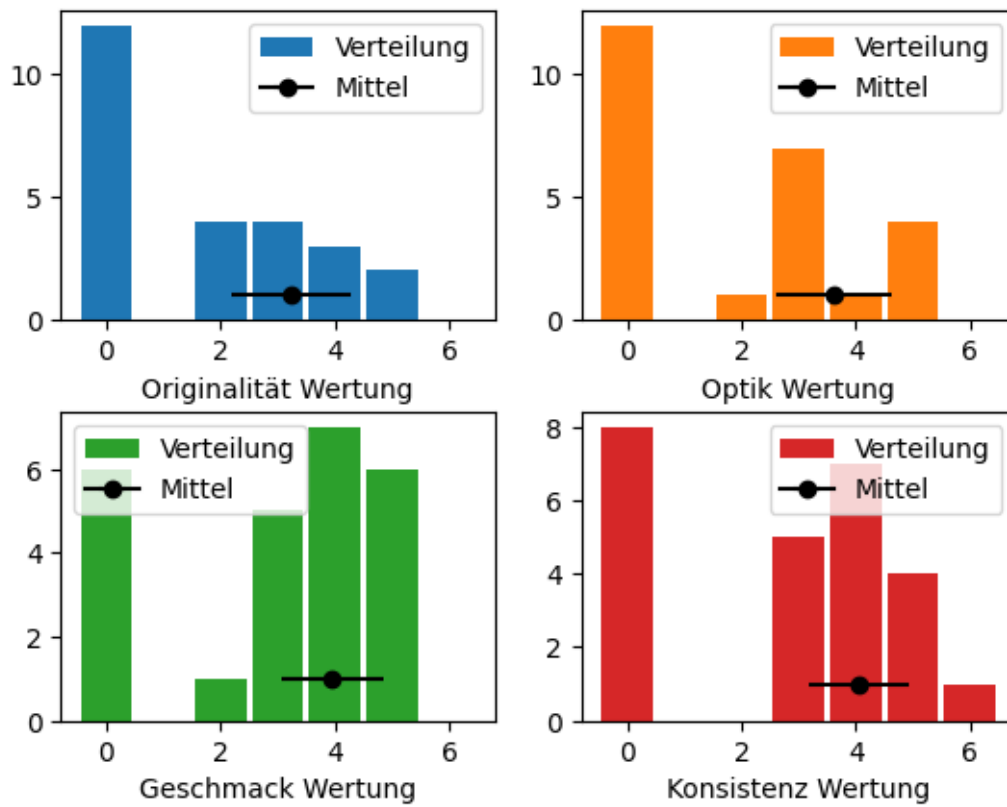 Verteilung
Mittel
10
5
0
0 2 4 6
Originalität Wertung
Verteilung
Mittel
10
5
0
0 2 4 6
Optik Wertung
Verteilung
Mittel
6
4
2
0
0 2 4 6
Geschmack Wertung
Verteilung
Mittel
8
6
4
2
0
0 2 4 6
Konsistenz Wertung